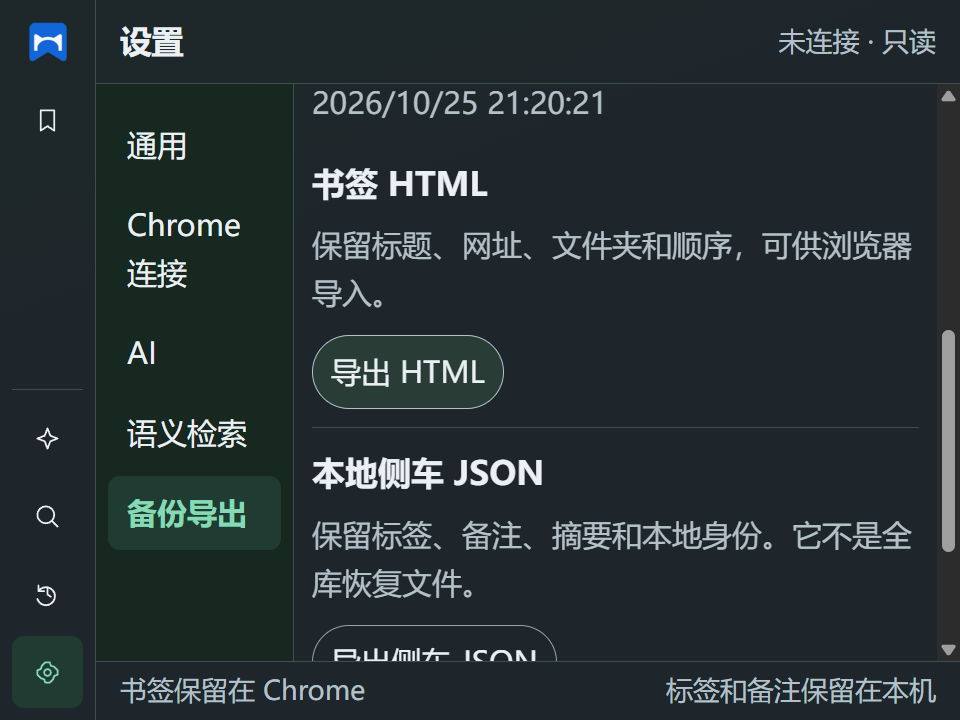 设置
未连接 · 只读
通用
Chrome
连接
AI
语义检索
备份导出
2026/10/25 21:20:21
书签 HTML
保留标题、网址、文件夹和顺序，可供浏览器
导入。
导出 HTML
本地侧车 JSON
保留标签、备注、摘要和本地身份。它不是全
库恢复文件。
导出侧车 JSON
书签保留在 Chrome
标签和备注保留在本机